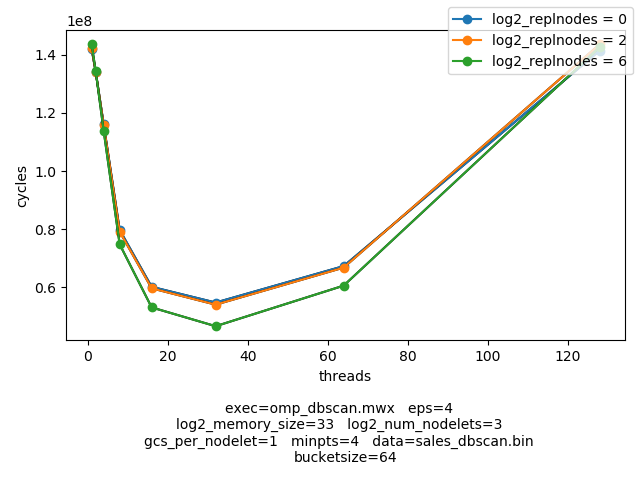 1e8
log2_replnodes = 0
log2_replnodes = 2
log2_replnodes = 6
1.4
1.2
1.0
0.8
0.6
cycles
0 20 40 60 80 100 120
threads
exec=omp_dbscan.mwx eps=4
log2_memory_size=33 log2_num_nodelets=3
gcs_per_nodelet=1 minpts=4 data=sales_dbscan.bin
bucketsize=64